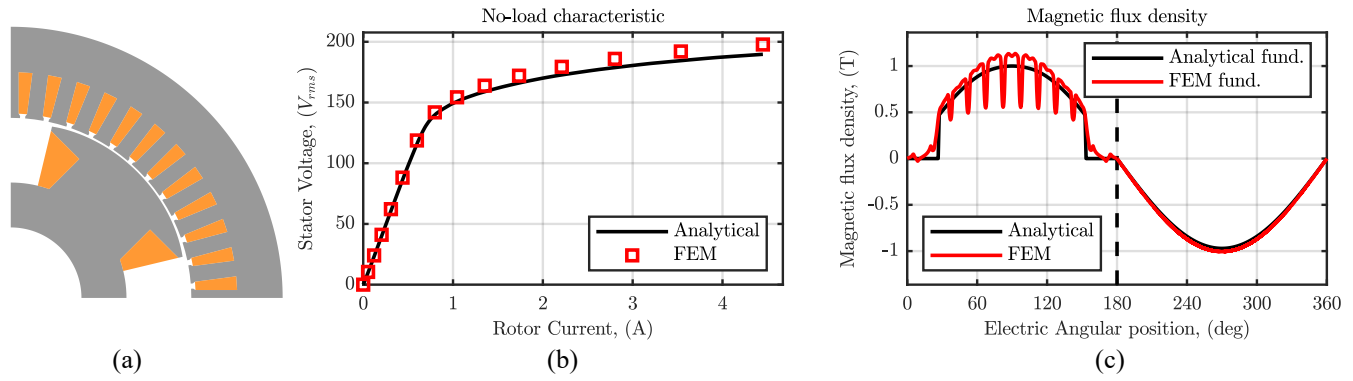 No-load characteristic
Stator Voltage, (V_rms)
200
150
100
50
0
0 1 2 3 4
Rotor Current, (A)
Analytical
FEM
Magnetic flux density
Magnetic flux density, (T)
1
0.5
0
-0.5
-1
0 60 120 180 240 300 360
Electric Angular position, (deg)
Analytical fund.
FEM fund.
Analytical
FEM
(a)
(b)
(c)